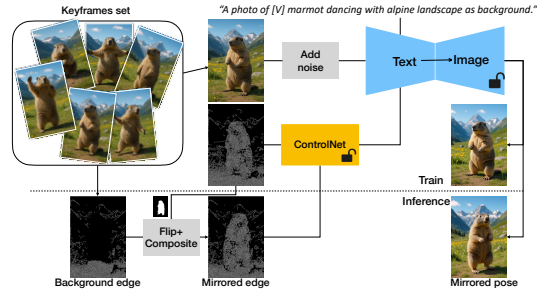 Keyframes set
“A photo of [V] marmot dancing with alpine landscape as background.”
Add
noise
Text
Image
ControlNet
Train
Inference
Flip+
Composite
Background edge
Mirrored edge
Mirrored pose